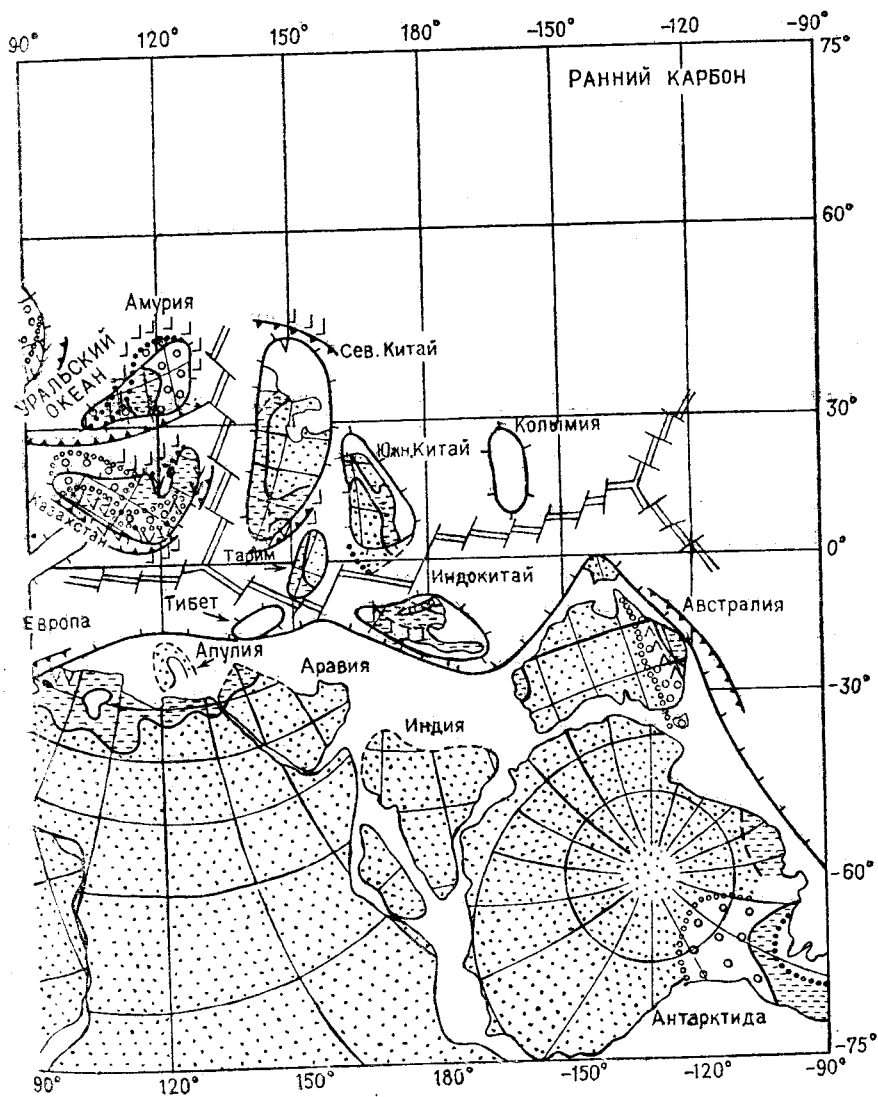 90° 120° 150° 180° -150° -120 -90°
75°
РАННИЙ КАРБОН
60°
Амурия
Сев. Китай
УРАЛЬСКИЙ
ОКЕАН
30°
Колымия
Южн. Китай
Казахстан
0°
Тарим
Индокитай
Тибет
Европа
Австралия
Апулия
Аравия
-30°
Индия
-60°
Антарктида
-75°
90° 120° 150° 180° -150° -120° -90°